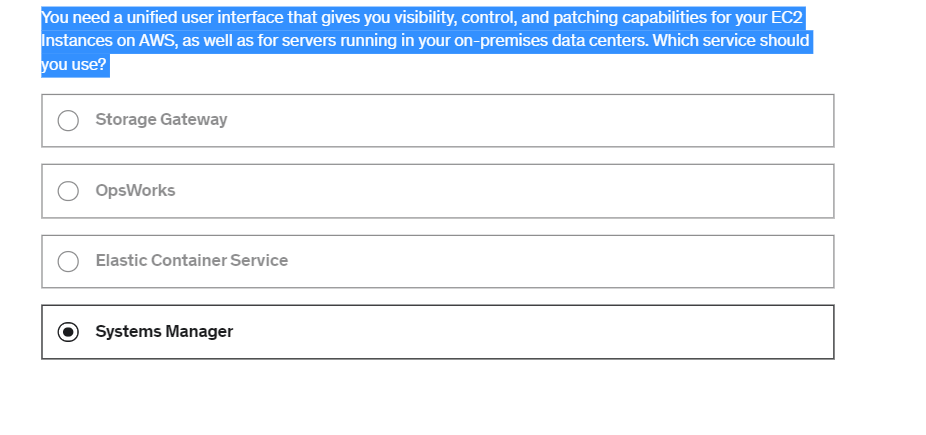 You need a unified user interface that gives you visibility, control, and patching capabilities for your EC2
Instances on AWS, as well as for servers running in your on-premises data centers. Which service should
you use?
Storage Gateway
OpsWorks
Elastic Container Service
Systems Manager